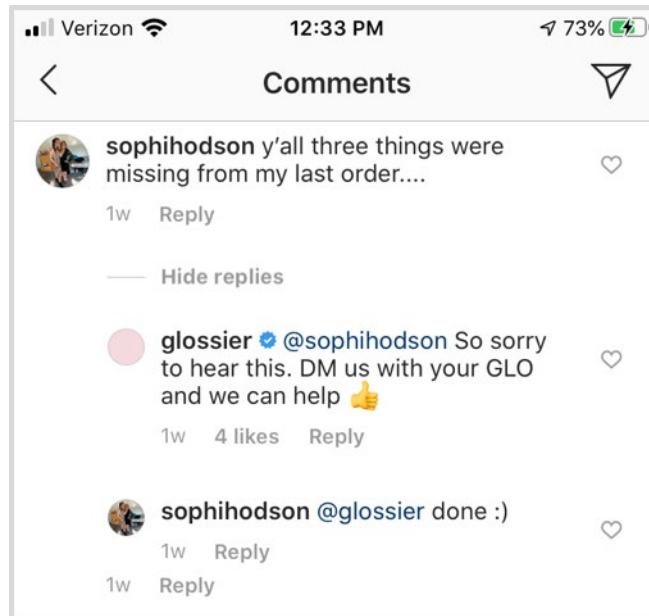 Verizon 12:33 PM 73%
Comments
sophihodson y'all three things were
missing from my last order....
1w Reply
Hide replies
glossier @sophihodson So sorry
to hear this. DM us with your GLO
and we can help 👍
1w 4 likes Reply
sophihodson @glossier done :)
1w Reply
1w Reply